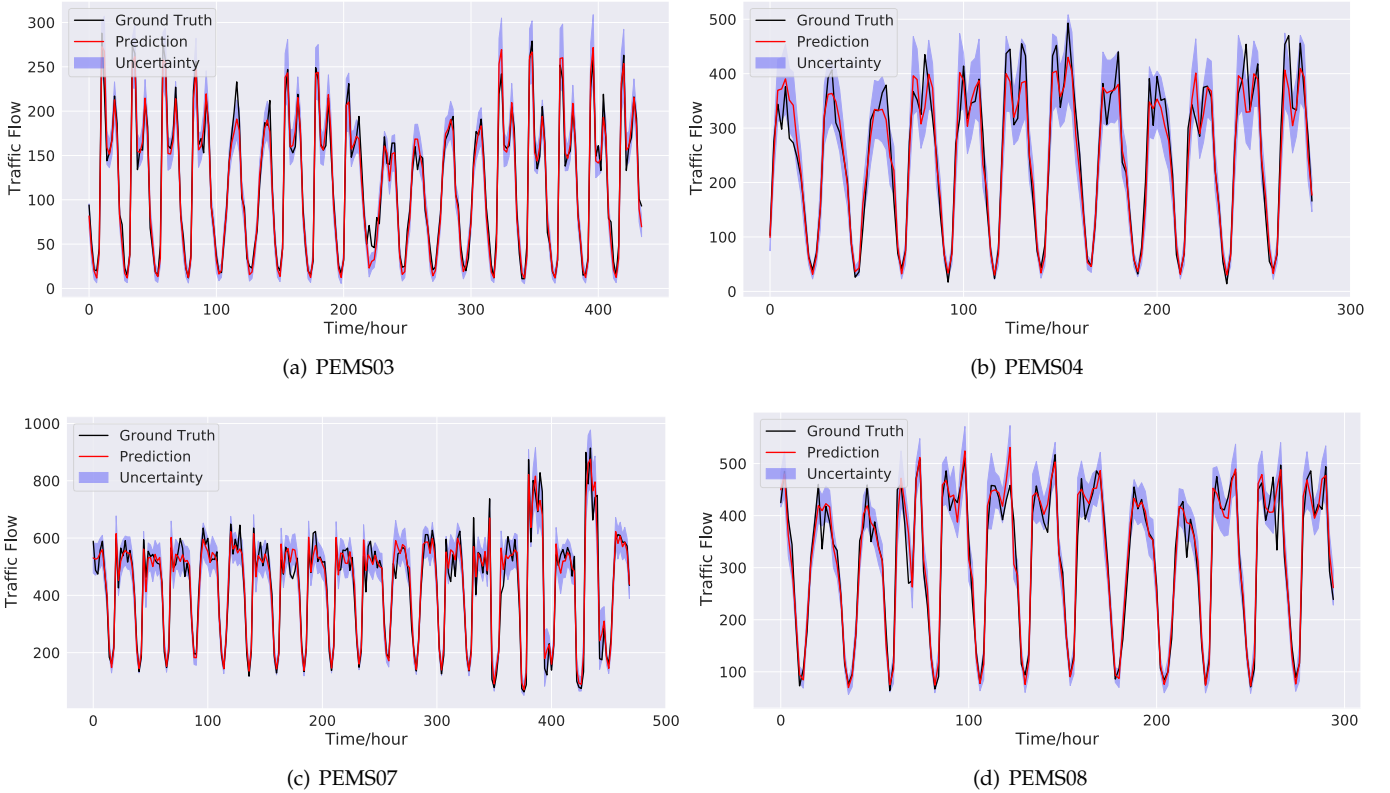 Ground Truth
Prediction
Uncertainty
300
250
200
150
100
50
0
Traffic Flow
0 100 200 300 400
Time/hour
(a) PEMS03
Ground Truth
Prediction
Uncertainty
500
400
300
200
100
0
Traffic Flow
0 100 200 300
Time/hour
(b) PEMS04
Ground Truth
Prediction
Uncertainty
1000
800
600
400
200
Traffic Flow
0 100 200 300 400 500
Time/hour
(c) PEMS07
Ground Truth
Prediction
Uncertainty
500
400
300
200
100
Traffic Flow
0 100 200 300
Time/hour
(d) PEMS08